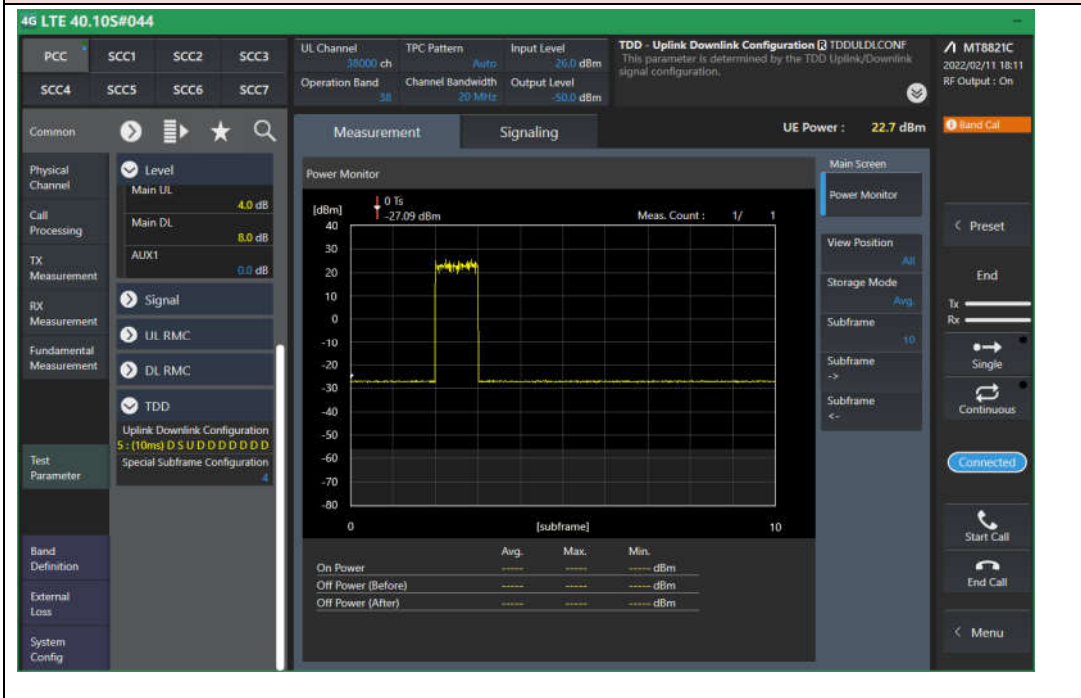 4G LTE 40.10S#044
PCC SCC1 SCC2 SCC3
SCC4 SCC5 SCC6 SCC7
UL Channel TPC Pattern Input Level
38000 ch Auto 26.0 dBm
Operation Band Channel Bandwidth Output Level
38 20 MHz -50.0 dBm
TDD - Uplink Downlink Configuration R TDDULDLCONF
This parameter is determined by the TDD Uplink/Downlink
signal configuration.
MT8821C
2022/02/11 18:11
RF Output : On
Common
Measurement Signaling
UE Power : 22.7 dBm
Band Cal
Physical
Channel
Call
Processing
TX
Measurement
RX
Measurement
Fundamental
Measurement
Test
Parameter
Band
Definition
External
Loss
System
Config
Level
Main UL
4.0 dB
Main DL
8.0 dB
AUX1
0.0 dB
Signal
UL RMC
DL RMC
TDD
Uplink Downlink Configuration
5 : (10ms) D S U D D D D D D D
Special Subframe Configuration
4
Power Monitor
[dBm]
0 Ts
-27.09 dBm
Meas. Count : 1/ 1
40
30
20
10
0
-10
-20
-30
-40
-50
-60
-70
-80
0 [subframe] 10
Avg. Max. Min.
On Power ----- ----- ----- dBm
Off Power (Before) ----- ----- ----- dBm
Off Power (After) ----- ----- ----- dBm
Main Screen
Power Monitor
View Position
All
Storage Mode
Avg.
Subframe
10
Subframe
->
Subframe
<-
< Preset
End
Tx
Rx
Single
Continuous
Connected
Start Call
End Call
< Menu